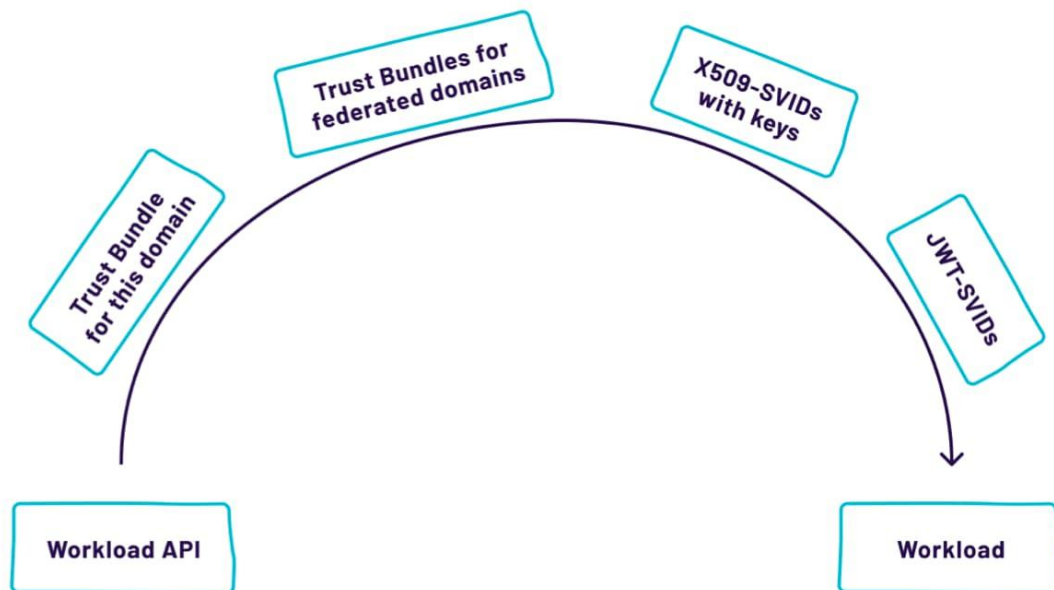 Trust Bundles for
federated domains
X509-SVIDs
with keys
Trust Bundle
for this domain
JWT-SVIDs
Workload API
Workload